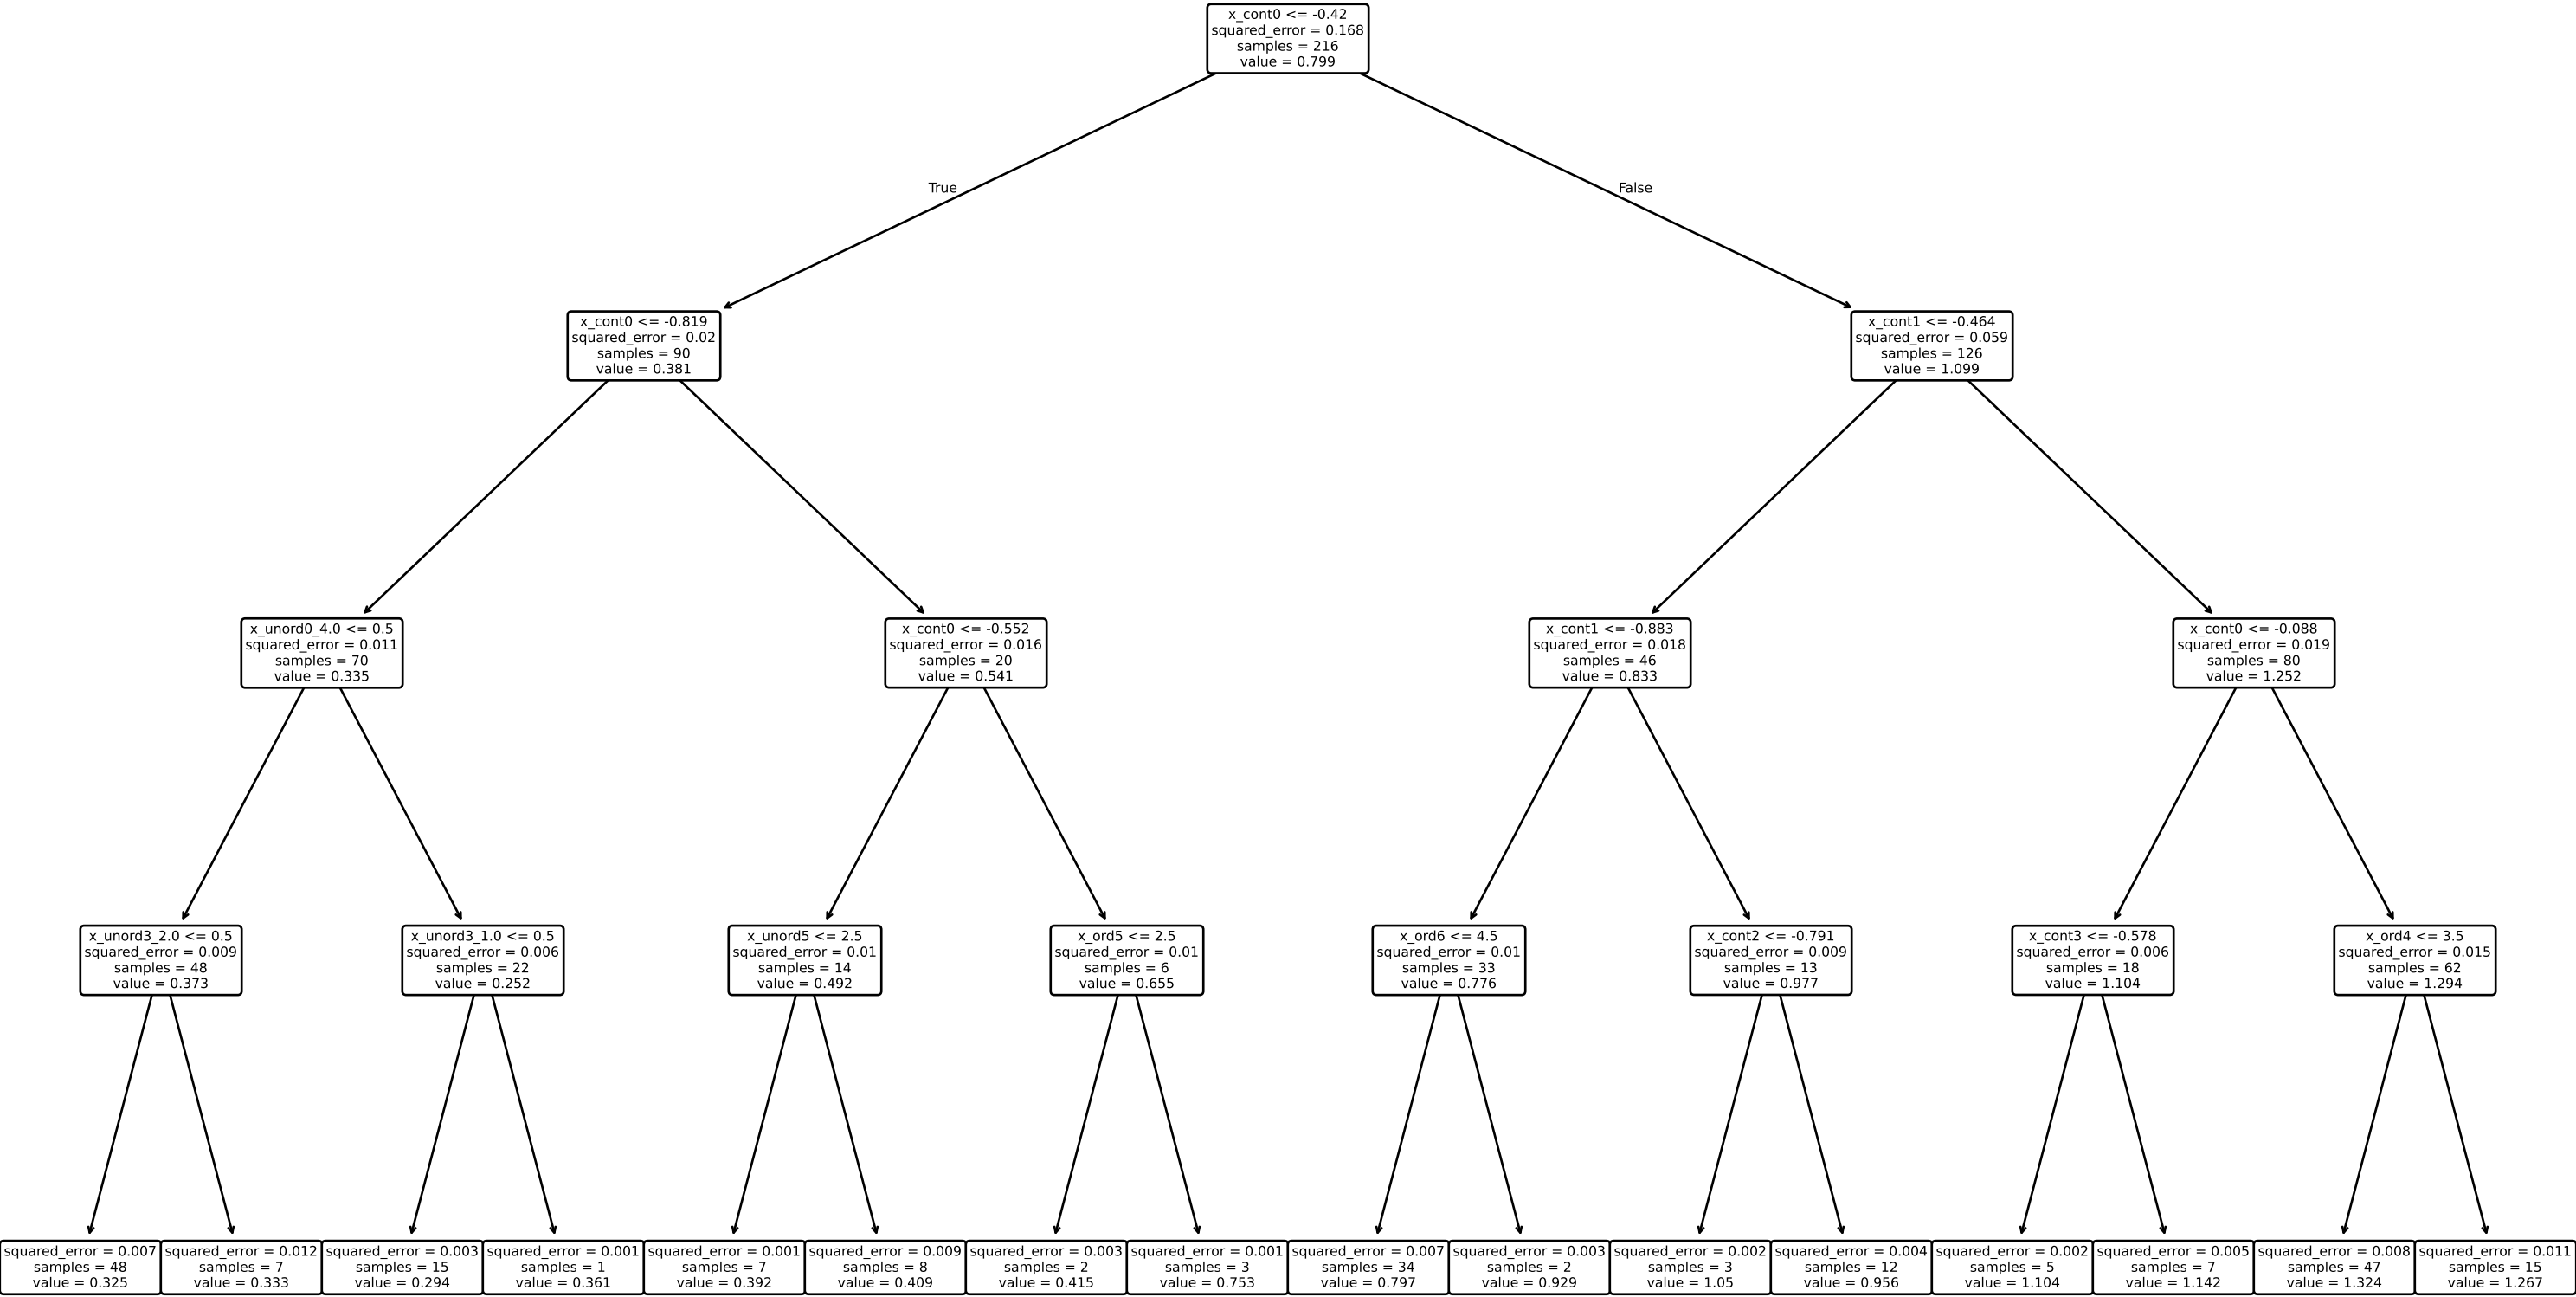 x_cont0 <= -0.42
squared_error = 0.168
samples = 216
value = 0.799
True
False
x_cont0 <= -0.819
squared_error = 0.02
samples = 90
value = 0.381
x_cont1 <= -0.464
squared_error = 0.059
samples = 126
value = 1.099
x_unord0_4.0 <= 0.5
squared_error = 0.011
samples = 70
value = 0.335
x_cont0 <= -0.552
squared_error = 0.016
samples = 20
value = 0.541
x_cont1 <= -0.883
squared_error = 0.018
samples = 46
value = 0.833
x_cont0 <= -0.088
squared_error = 0.019
samples = 80
value = 1.252
x_unord3_2.0 <= 0.5
squared_error = 0.009
samples = 48
value = 0.373
x_unord3_1.0 <= 0.5
squared_error = 0.006
samples = 22
value = 0.252
x_unord5 <= 2.5
squared_error = 0.01
samples = 14
value = 0.492
x_ord5 <= 2.5
squared_error = 0.01
samples = 6
value = 0.655
x_ord6 <= 4.5
squared_error = 0.01
samples = 33
value = 0.776
x_cont2 <= -0.791
squared_error = 0.009
samples = 13
value = 0.977
x_cont3 <= -0.578
squared_error = 0.006
samples = 18
value = 1.104
x_ord4 <= 3.5
squared_error = 0.015
samples = 62
value = 1.294
squared_error = 0.007
samples = 48
value = 0.325
squared_error = 0.012
samples = 7
value = 0.333
squared_error = 0.003
samples = 15
value = 0.294
squared_error = 0.001
samples = 1
value = 0.361
squared_error = 0.001
samples = 7
value = 0.392
squared_error = 0.009
samples = 8
value = 0.409
squared_error = 0.003
samples = 2
value = 0.415
squared_error = 0.001
samples = 3
value = 0.753
squared_error = 0.007
samples = 34
value = 0.797
squared_error = 0.003
samples = 2
value = 0.929
squared_error = 0.002
samples = 3
value = 1.05
squared_error = 0.004
samples = 12
value = 0.956
squared_error = 0.002
samples = 5
value = 1.104
squared_error = 0.005
samples = 7
value = 1.142
squared_error = 0.008
samples = 47
value = 1.324
squared_error = 0.011
samples = 15
value = 1.267